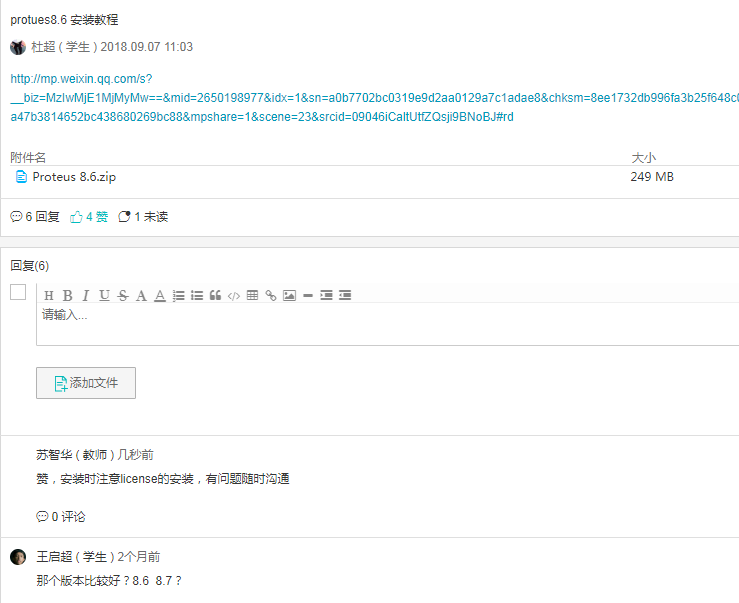 protues8.6 安装教程
杜超 ( 学生 ) 2018.09.07 11:03
http://mp.weixin.qq.com/s?
__biz=MzIwMjE1MjMyMw==&mid=2650198977&idx=1&sn=a0b7702bc0319e9d2aa0129a7c1adae8&chksm=8ee1732db996fa3b25f648c0
a47b3814652bc438680269bc88&mpshare=1&scene=23&srcid=09046iCaltUtfZQsji9BNoBJ#rd
附件名 大小
Proteus 8.6.zip 249 MB
6 回复 4 赞 1 未读
回复(6)
H B I U S A A
请输入...
添加文件
苏智华 ( 教师 ) 几秒前
赞，安装时注意license的安装，有问题随时沟通
0 评论
王启超 ( 学生 ) 2个月前
那个版本比较好？8.6 8.7？